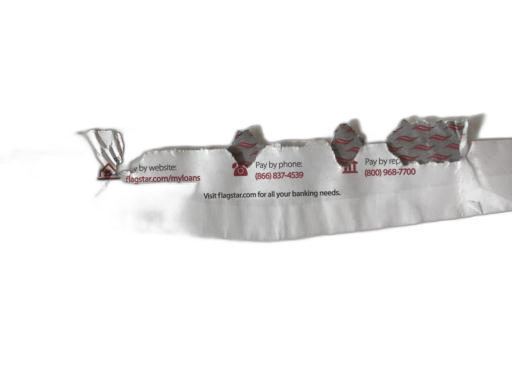 by website:
flagstar.com/myloans
Pay by phone:
(866) 837-4539
Pay by rep
(800) 968-7700
Visit flagstar.com for all your banking needs.